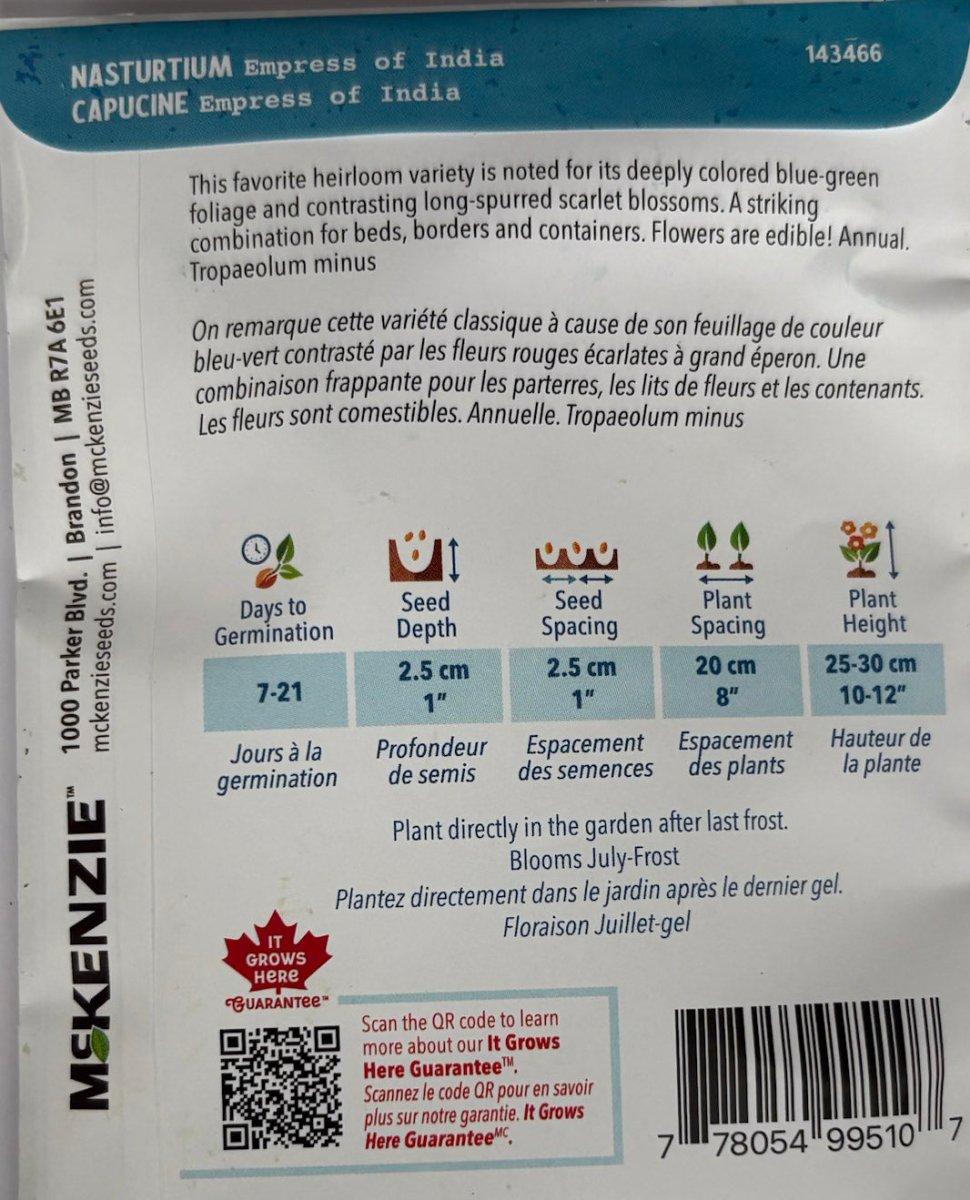 NASTURTIUM Empress of India
CAPUCINE Empress of India
143466
This favorite heirloom variety is noted for its deeply colored blue-green
foliage and contrasting long-spurred scarlet blossoms. A striking
combination for beds, borders and containers. Flowers are edible! Annual.
Tropaeolum minus
On remarque cette variété classique à cause de son feuillage de couleur
bleu-vert contrasté par les fleurs rouges écarlates à grand éperon. Une
combinaison frappante pour les parterres, les lits de fleurs et les contenants.
Les fleurs sont comestibles. Annuelle. Tropaeolum minus
Days to
Germination
7-21
Jours à la
germination
Seed
Depth
2.5 cm
1"
Profondeur
de semis
Seed
Spacing
2.5 cm
1"
Espacement
des semences
Plant
Spacing
20 cm
8"
Espacement
des plants
Plant
Height
25-30 cm
10-12"
Hauteur de
la plante
Plant directly in the garden after last frost.
Blooms July-Frost
Plantez directement dans le jardin après le dernier gel.
Floraison Juillet-gel
IT
GROWS
HERE
GUARANTEE™
Scan the QR code to learn
more about our It Grows
Here Guarantee™.
Scannez le code QR pour en savoir
plus sur notre garantie. It Grows
Here Guarantee MC.
7 78054 99510 7
McKENZIE™
1000 Parker Blvd. | Brandon | MB R7A 6E1
mckenzieseeds.com | info@mckenzieseeds.com